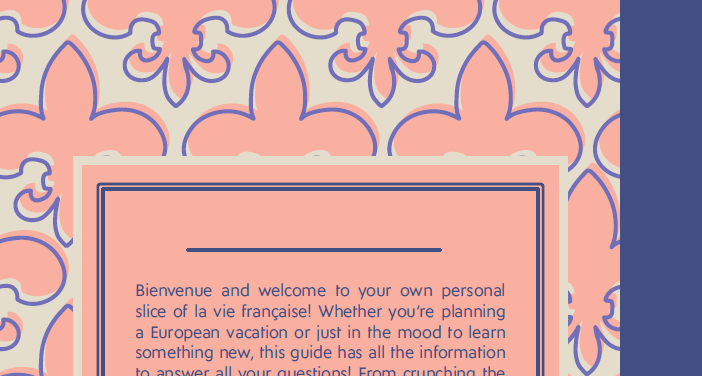 Bienvenue and welcome to your own personal
slice of la vie française! Whether you're planning
a European vacation or just in the mood to learn
something new, this guide has all the information
to answer all your questions! From crunching the